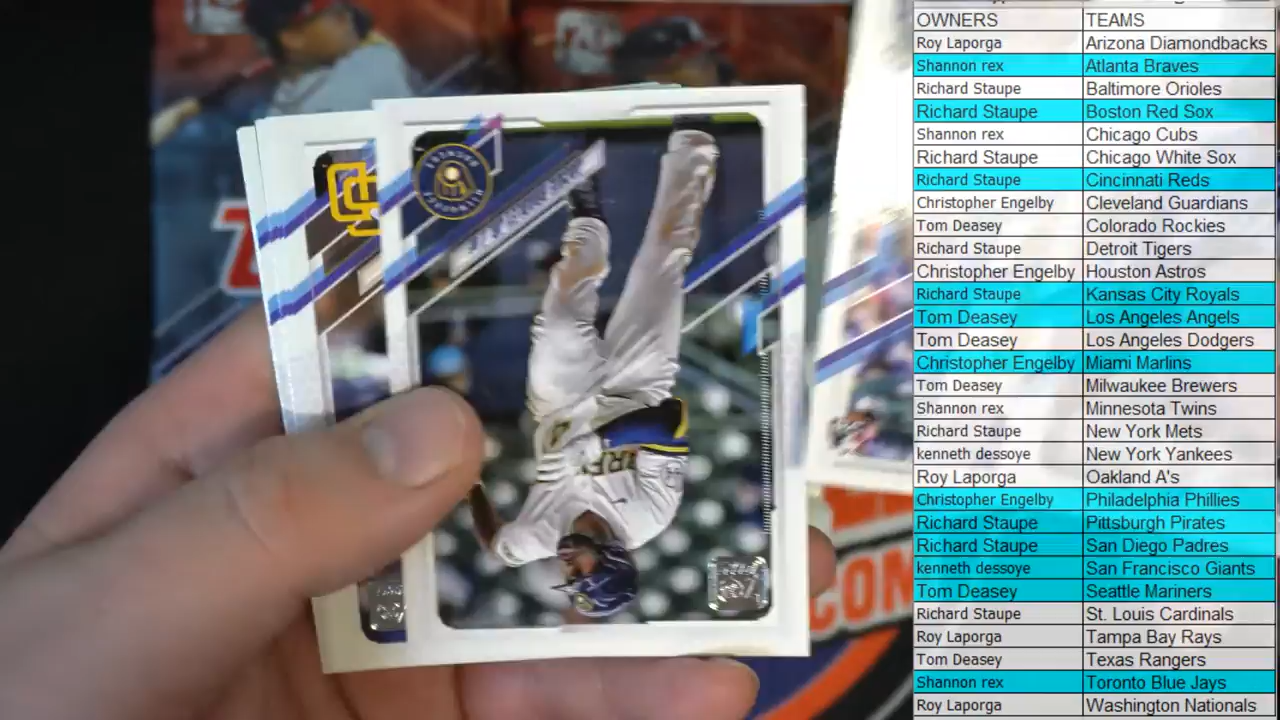 OWNERS TEAMS
Roy Laporga Arizona Diamondbacks
Shannon rex Atlanta Braves
Richard Staupe Baltimore Orioles
Richard Staupe Boston Red Sox
Shannon rex Chicago Cubs
Richard Staupe Chicago White Sox
Richard Staupe Cincinnati Reds
Christopher Engelby Cleveland Guardians
Tom Deasey Colorado Rockies
Richard Staupe Detroit Tigers
Christopher Engelby Houston Astros
Richard Staupe Kansas City Royals
Tom Deasey Los Angeles Angels
Tom Deasey Los Angeles Dodgers
Christopher Engelby Miami Marlins
Tom Deasey Milwaukee Brewers
Shannon rex Minnesota Twins
Richard Staupe New York Mets
kenneth dessoye New York Yankees
Roy Laporga Oakland A's
Christopher Engelby Philadelphia Phillies
Richard Staupe Pittsburgh Pirates
Richard Staupe San Diego Padres
kenneth dessoye San Francisco Giants
Tom Deasey Seattle Mariners
Richard Staupe St. Louis Cardinals
Roy Laporga Tampa Bay Rays
Tom Deasey Texas Rangers
Shannon rex Toronto Blue Jays
Roy Laporga Washington Nationals